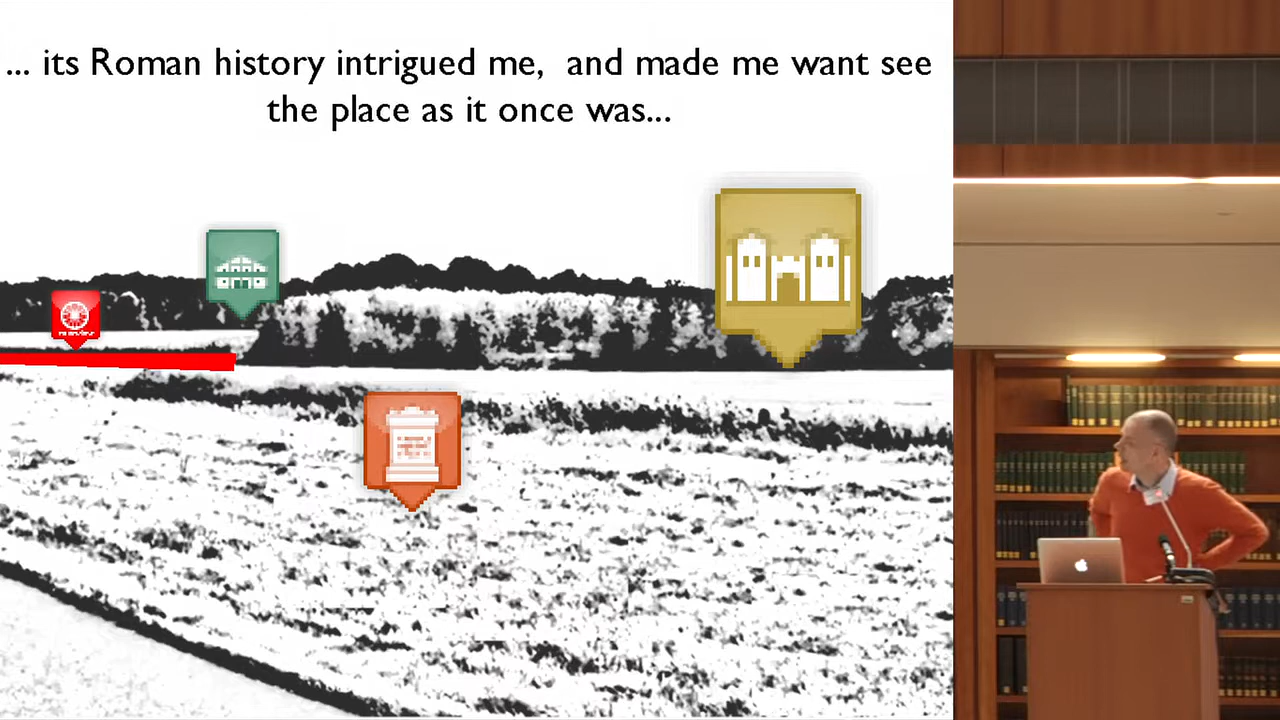 ... its Roman history intrigued me,  and made me want see
the place as it once was...